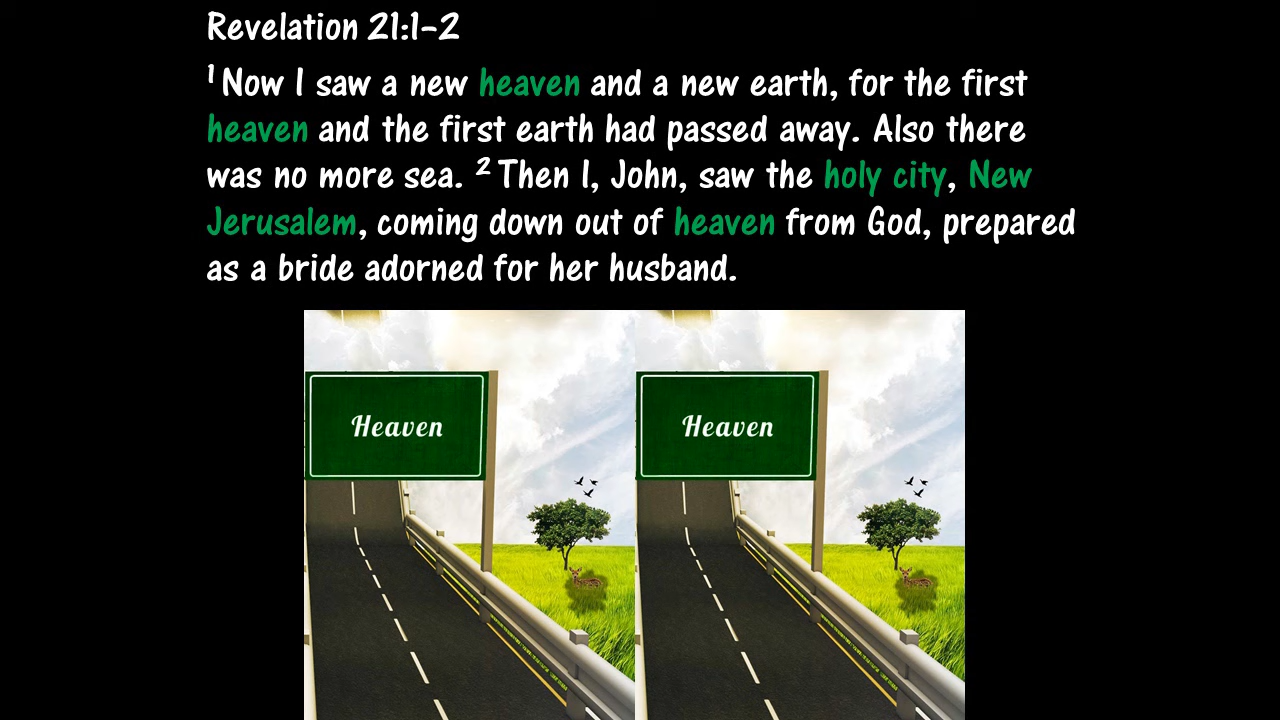 Revelation 21:1-2
1 Now I saw a new heaven and a new earth, for the first
heaven and the first earth had passed away. Also there
was no more sea. 2 Then I, John, saw the holy city, New
Jerusalem, coming down out of heaven from God, prepared
as a bride adorned for her husband.
Heaven
Heaven